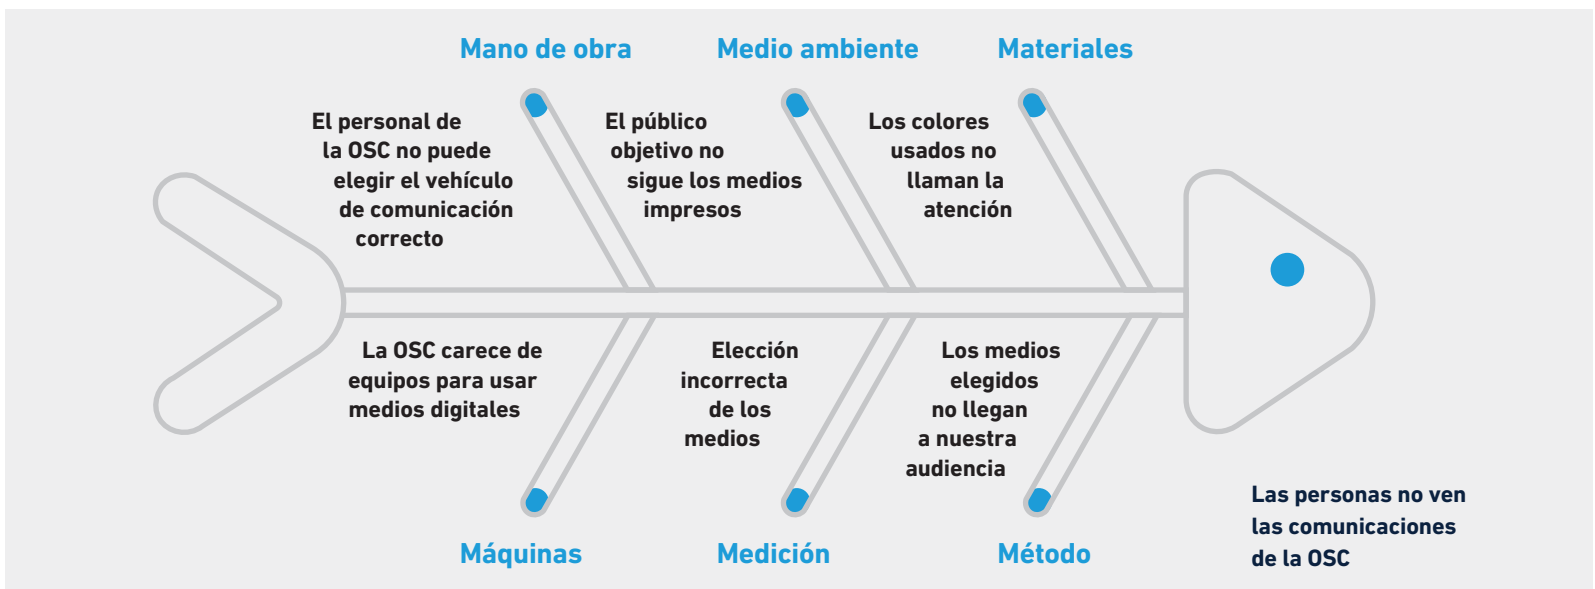 Mano de obra
Medio ambiente
Materiales
El personal de
la OSC no puede
elegir el vehículo
de comunicación
correcto
El público
objetivo no
sigue los medios
impresos
Los colores
usados no
llaman la
atención
La OSC carece de
equipos para usar
medios digitales
Elección
incorrecta
de los
medios
Los medios
elegidos
no llegan
a nuestra
audiencia
Máquinas
Medición
Método
Las personas no ven
las comunicaciones
de la OSC